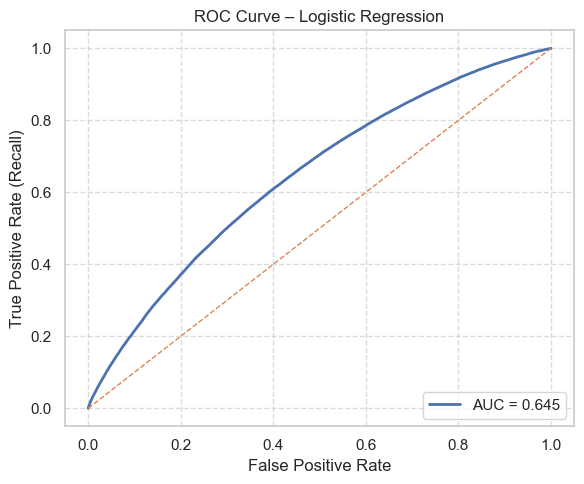 ROC Curve – Logistic Regression
True Positive Rate (Recall)
1.0
0.8
0.6
0.4
0.2
0.0
AUC = 0.645
0.0 0.2 0.4 0.6 0.8 1.0
False Positive Rate